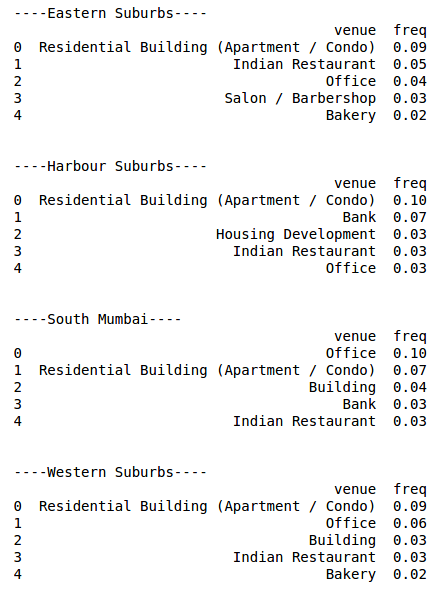 ----Eastern Suburbs----
venue freq
0 Residential Building (Apartment / Condo) 0.09
1 Indian Restaurant 0.05
2 Office 0.04
3 Salon / Barbershop 0.03
4 Bakery 0.02
----Harbour Suburbs----
venue freq
0 Residential Building (Apartment / Condo) 0.10
1 Bank 0.07
2 Housing Development 0.03
3 Indian Restaurant 0.03
4 Office 0.03
----South Mumbai----
venue freq
0 Office 0.10
1 Residential Building (Apartment / Condo) 0.07
2 Building 0.04
3 Bank 0.03
4 Indian Restaurant 0.03
----Western Suburbs----
venue freq
0 Residential Building (Apartment / Condo) 0.09
1 Office 0.06
2 Building 0.03
3 Indian Restaurant 0.03
4 Bakery 0.02